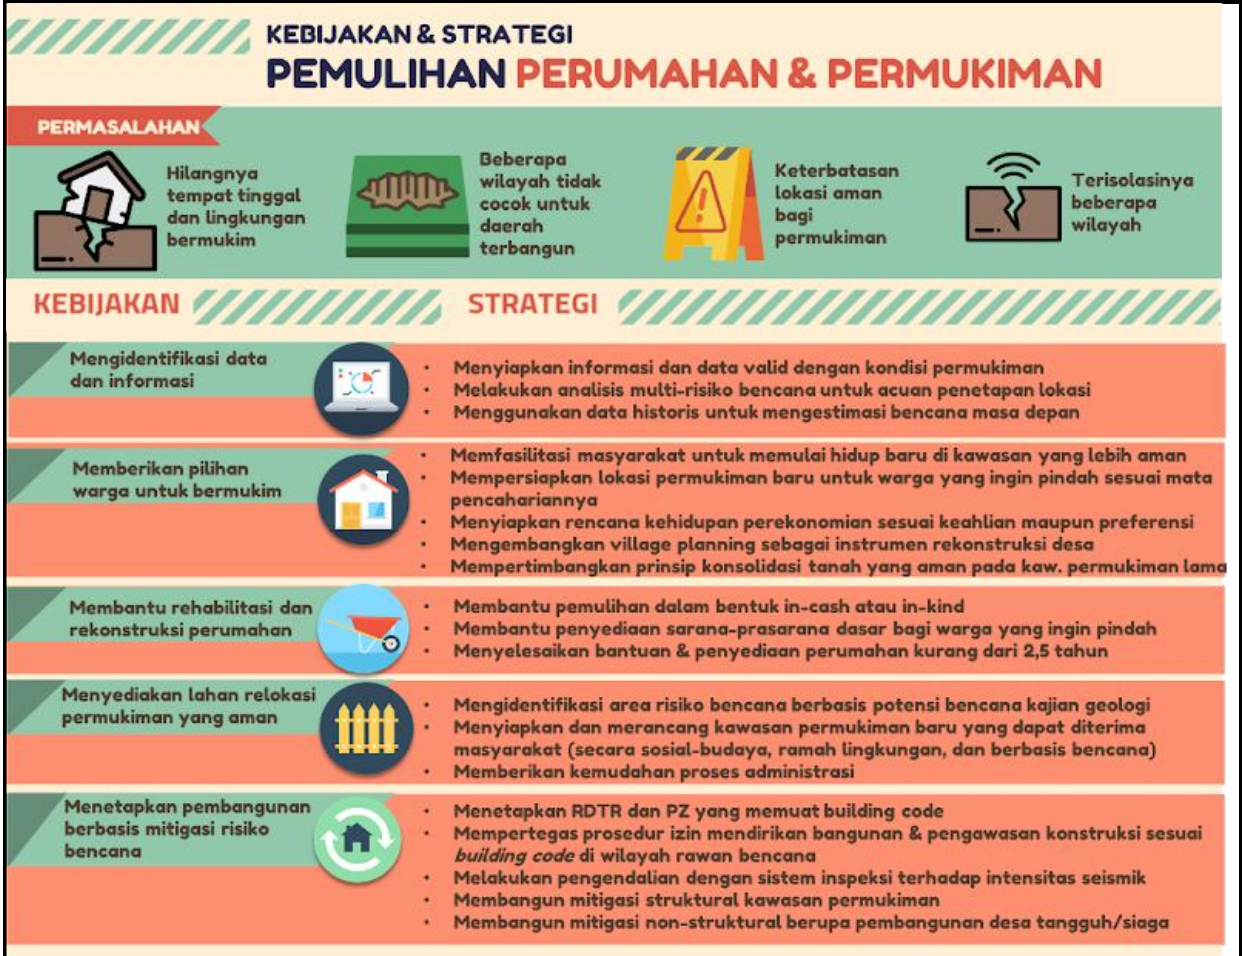 KEBIJAKAN & STRATEGI
PEMULIHAN PERUMAHAN & PERMUKIMAN
PERMASALAHAN
Hilangnya
tempat tinggal
dan lingkungan
bermukim
Beberapa
wilayah tidak
cocok untuk
daerah
terbangun
Keterbatasan
lokasi aman
bagi
permukiman
Terisolasinya
beberapa
wilayah
KEBIJAKAN
STRATEGI
Mengidentifikasi data
dan informasi
• Menyiapkan informasi dan data valid dengan kondisi permukiman
• Melakukan analisis multi-risiko bencana untuk acuan penetapan lokasi
• Menggunakan data historis untuk mengestimasi bencana masa depan
Memberikan pilihan
warga untuk bermukim
• Memfasilitasi masyarakat untuk memulai hidup baru di kawasan yang lebih aman
• Mempersiapkan lokasi permukiman baru untuk warga yang ingin pindah sesuai mata
pencahariannya
• Menyiapkan rencana kehidupan perekonomian sesuai keahlian maupun preferensi
• Mengembangkan village planning sebagai instrumen rekonstruksi desa
• Mempertimbangkan prinsip konsolidasi tanah yang aman pada kaw. permukiman lama
Membantu rehabilitasi dan
rekonstruksi perumahan
• Membantu pemulihan dalam bentuk in-cash atau in-kind
• Membantu penyediaan sarana-prasarana dasar bagi warga yang ingin pindah
• Menyelesaikan bantuan & penyediaan perumahan kurang dari 2,5 tahun
Menyediakan lahan relokasi
permukiman yang aman
• Mengidentifikasi area risiko bencana berbasis potensi bencana kajian geologi
• Menyiapkan dan merancang kawasan permukiman baru yang dapat diterima
masyarakat (secara sosial-budaya, ramah lingkungan, dan berbasis bencana)
• Memberikan kemudahan proses administrasi
Menetapkan pembangunan
berbasis mitigasi risiko
bencana
• Menetapkan RDTR dan PZ yang memuat building code
• Mempertegas prosedur izin mendirikan bangunan & pengawasan konstruksi sesuai
building code di wilayah rawan bencana
• Melakukan pengendalian dengan sistem inspeksi terhadap intensitas seismik
• Membangun mitigasi struktural kawasan permukiman
• Membangun mitigasi non-struktural berupa pembangunan desa tangguh/siaga